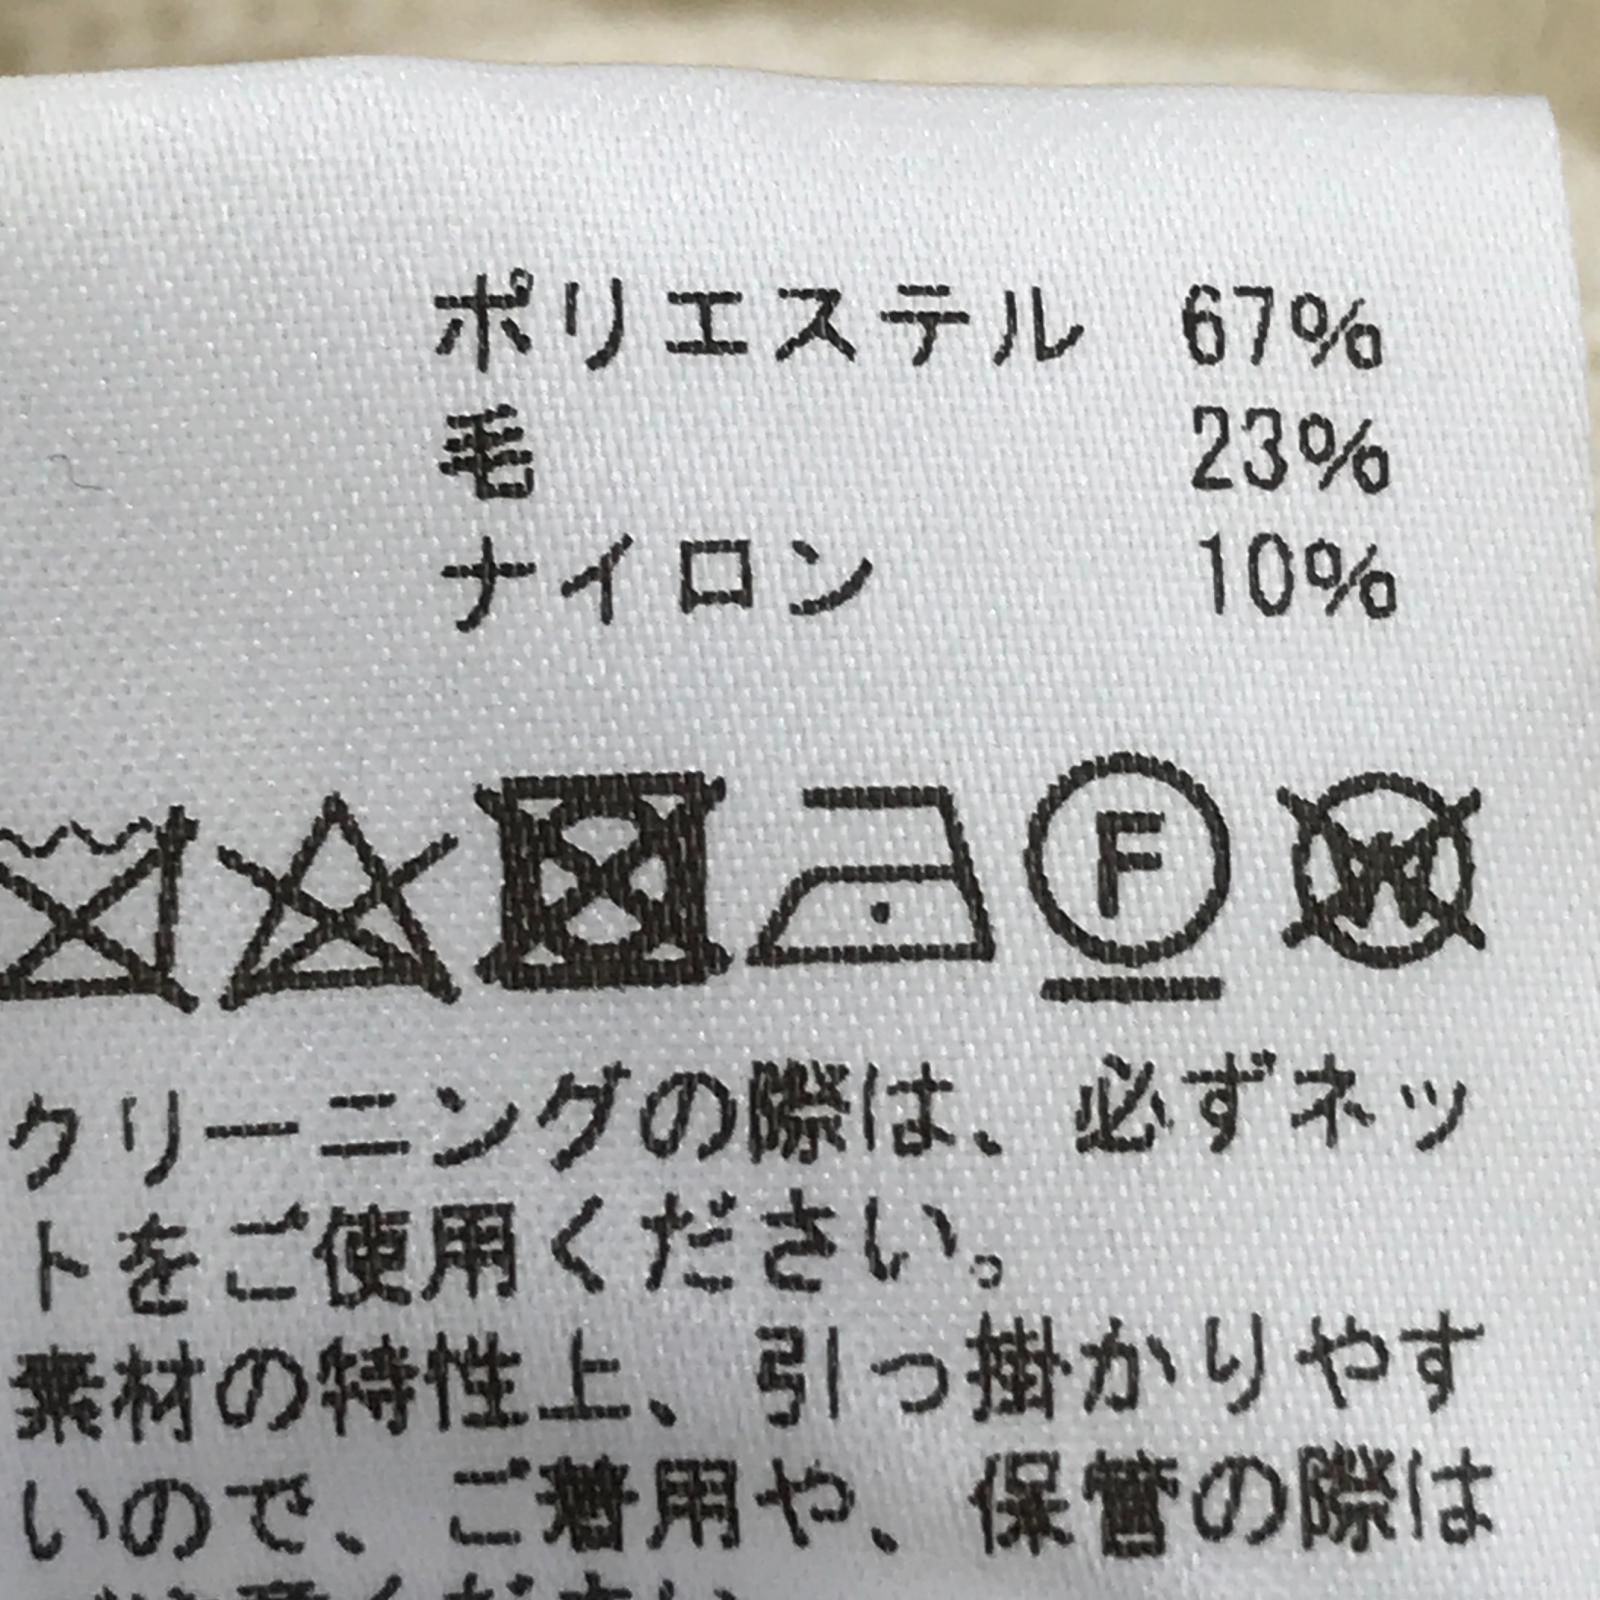 ポリエステル 67%
毛 23%
ナイロン 10%
F W
クリーニングの際は、必ずネッ
トをご使用ください。
素材の特性上、引っ掛かりやす
いので、ご着用や、保管の際は